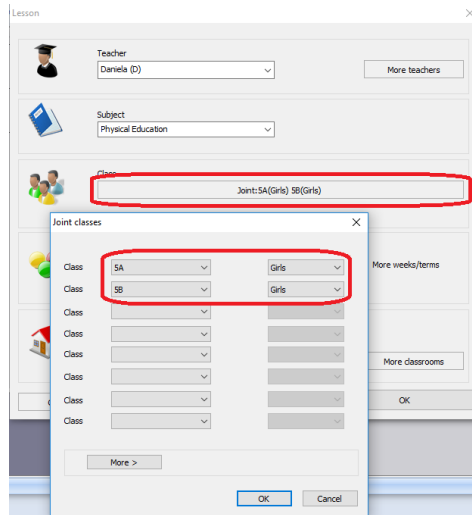 Lesson
Teacher
Daniela (D)
More teachers
Subject
Physical Education
Class
Joint:5A(Girls) 5B(Girls)
Joint classes
Class 5A Girls
Class 5B Girls
Class
Class
Class
Class
Class
Class
More weeks/terms
More classrooms
OK
More >
OK Cancel